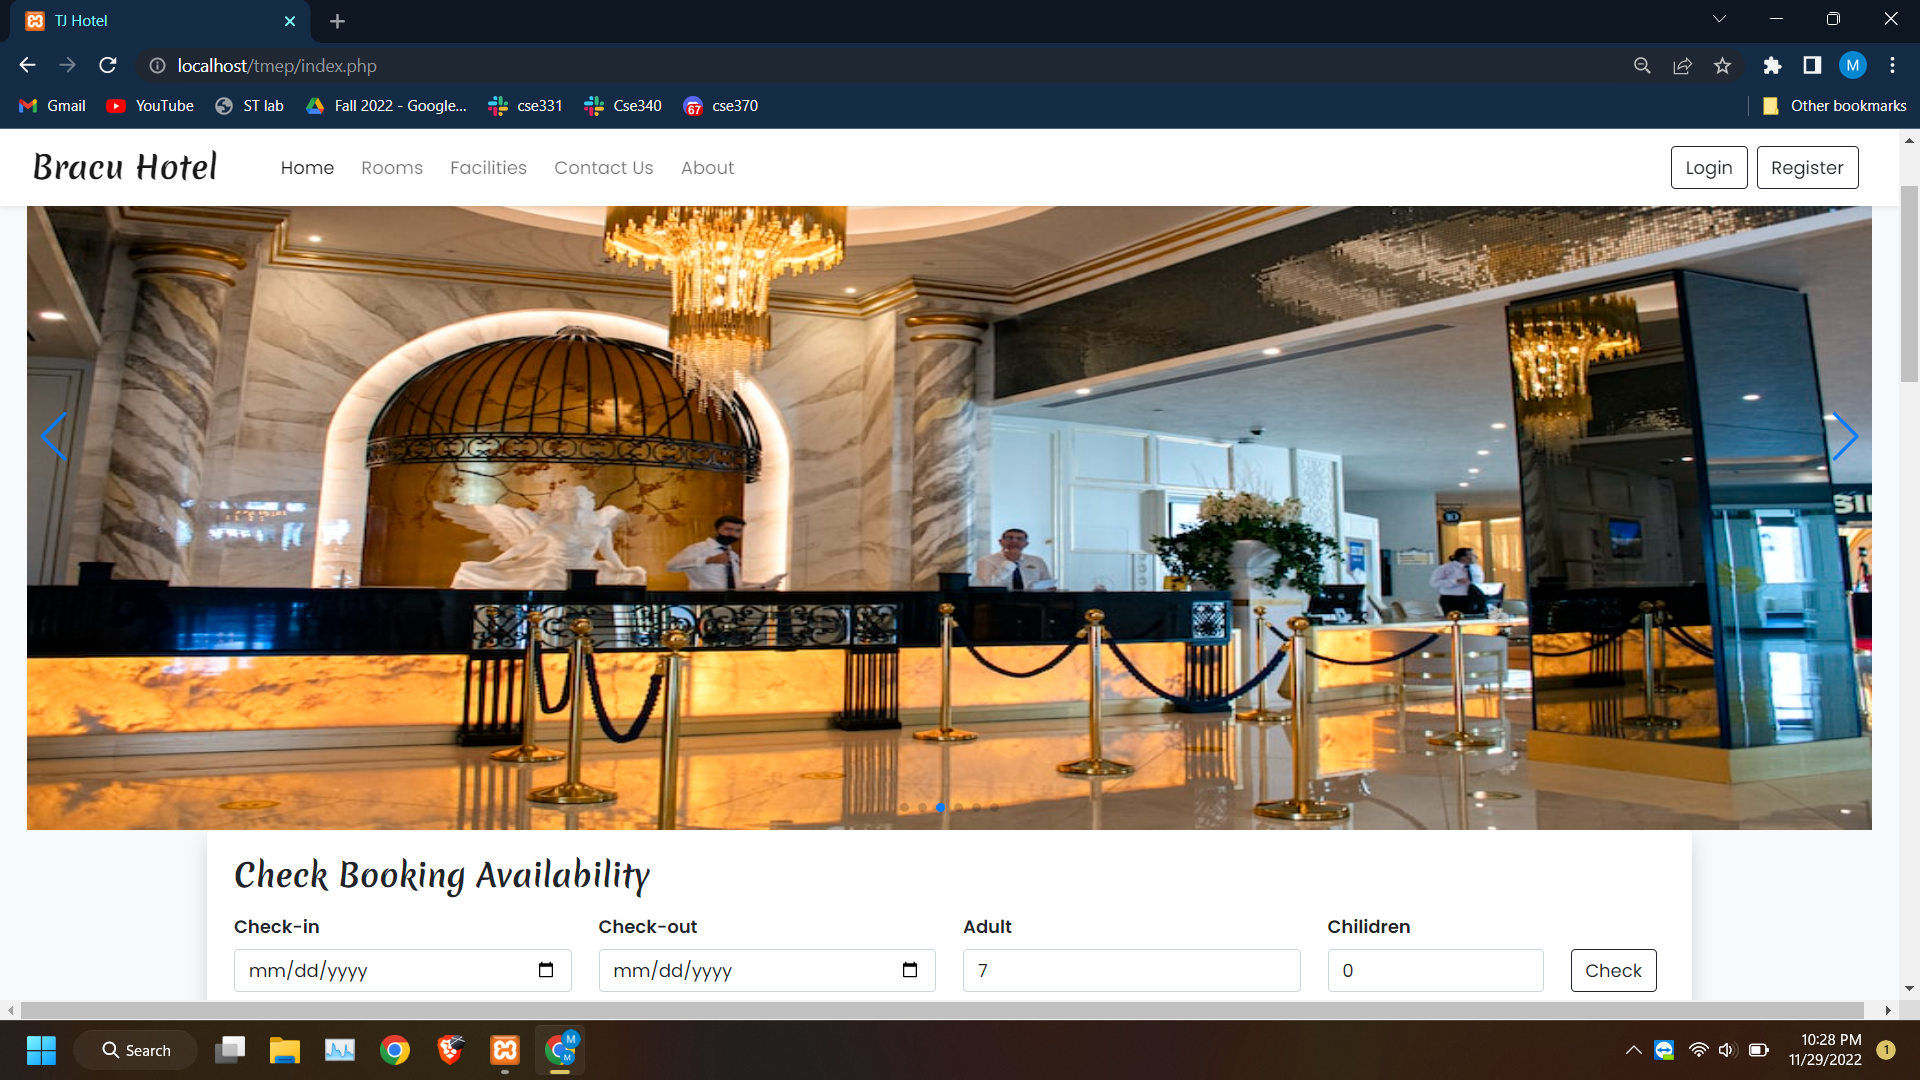 TJ Hotel
localhost/tmep/index.php
M
Gmail
YouTube
ST lab
Fall 2022 - Google...
cse331
Cse340
67
cse370
Other bookmarks
Bracu Hotel
Home
Rooms
Facilities
Contact Us
About
Login
Register
Check Booking Availability
Check-in
Check-out
Adult
Chilidren
mm/dd/yyyy
mm/dd/yyyy
7
0
Check
Search
M
M
10:28 PM
11/29/2022
1